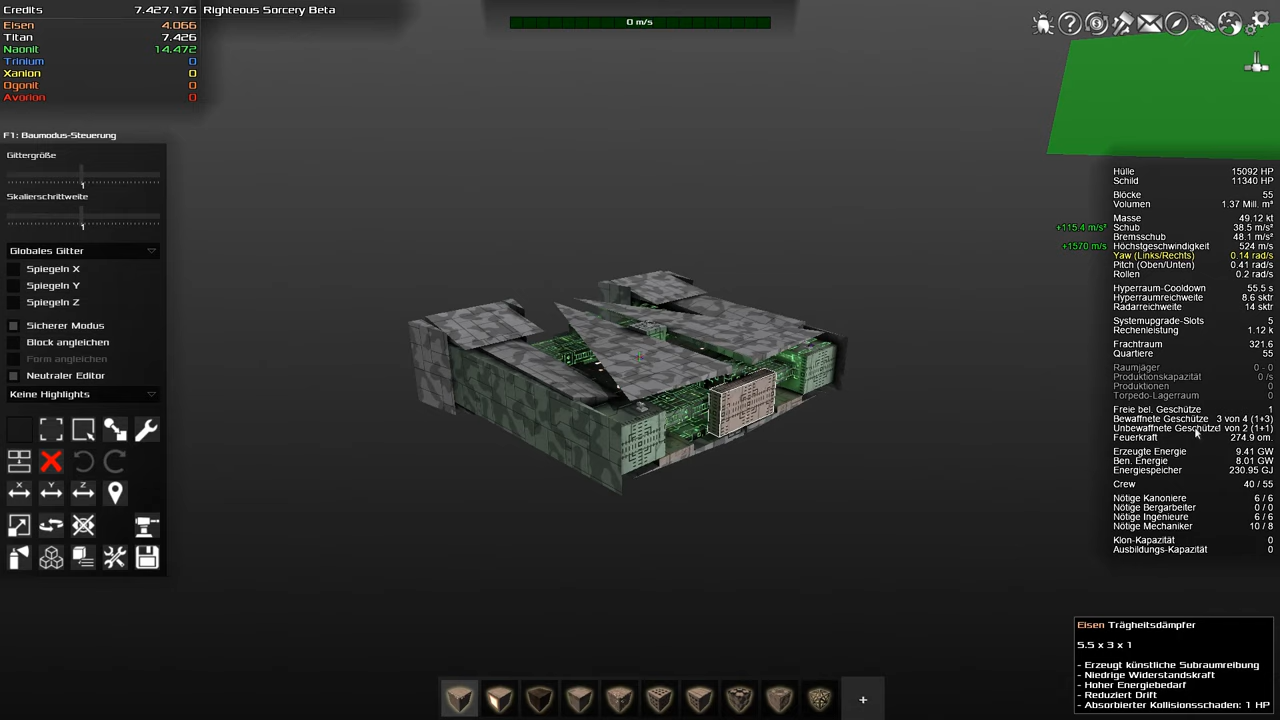 Credits 7.427.176 Righteous Sorcery Beta
Eisen 4.066
Titan 7.426
Naonit 14.472
Trinium 0
Xanion 0
Ogonit 0
Avorion 0
0 m/s
F1: Baumodus-Steuerung
Gittergröße
1
Skalierschrittweite
1
Globales Gitter
Spiegeln X
Spiegeln Y
Spiegeln Z
Sicherer Modus
Block angleichen
Form angleichen
Neutraler Editor
Keine Highlights
X Y Z
Hülle 15092 HP
Schild 11340 HP
Blöcke 55
Volumen 1.37 Mill. m³
Masse 49.12 kt
+115.4 m/s² Schub 38.5 m/s²
Bremsschub 48.1 m/s²
+1570 m/s Höchstgeschwindigkeit 524 m/s
Yaw (Links/Rechts) 0.14 rad/s
Pitch (Oben/Unten) 0.41 rad/s
Rollen 0.2 rad/s
Hyperraum-Cooldown 55.5 s
Hyperraumreichweite 8.6 sktr
Radarreichweite 14 sktr
Systemupgrade-Slots 5
Rechenleistung 1.12 k
Frachtraum 321.6
Quartiere 55
Raumjäger 0 - 0
Produktionskapazität 0 /s
Produktionen 0
Torpedo-Lagerraum 0
Freie bel. Geschütze 1
Bewaffnete Geschütze 3 von 4 (1+3)
Unbewaffnete Geschütze 1 von 2 (1+1)
Feuerkraft 274.9 om.
Erzeugte Energie 9.41 GW
Ben. Energie 8.01 GW
Energiespeicher 230.95 GJ
Crew 40 / 55
Nötige Kanoniere 6 / 6
Nötige Bergarbeiter 0 / 0
Nötige Ingenieure 6 / 6
Nötige Mechaniker 10 / 8
Klon-Kapazität 0
Ausbildungs-Kapazität 0
Eisen Trägheitsdämpfer
5.5 x 3 x 1
- Erzeugt künstliche Subraumreibung
- Niedrige Widerstandskraft
- Hoher Energiebedarf
- Reduziert Drift
- Absorbierter Kollisionsschaden: 1 HP